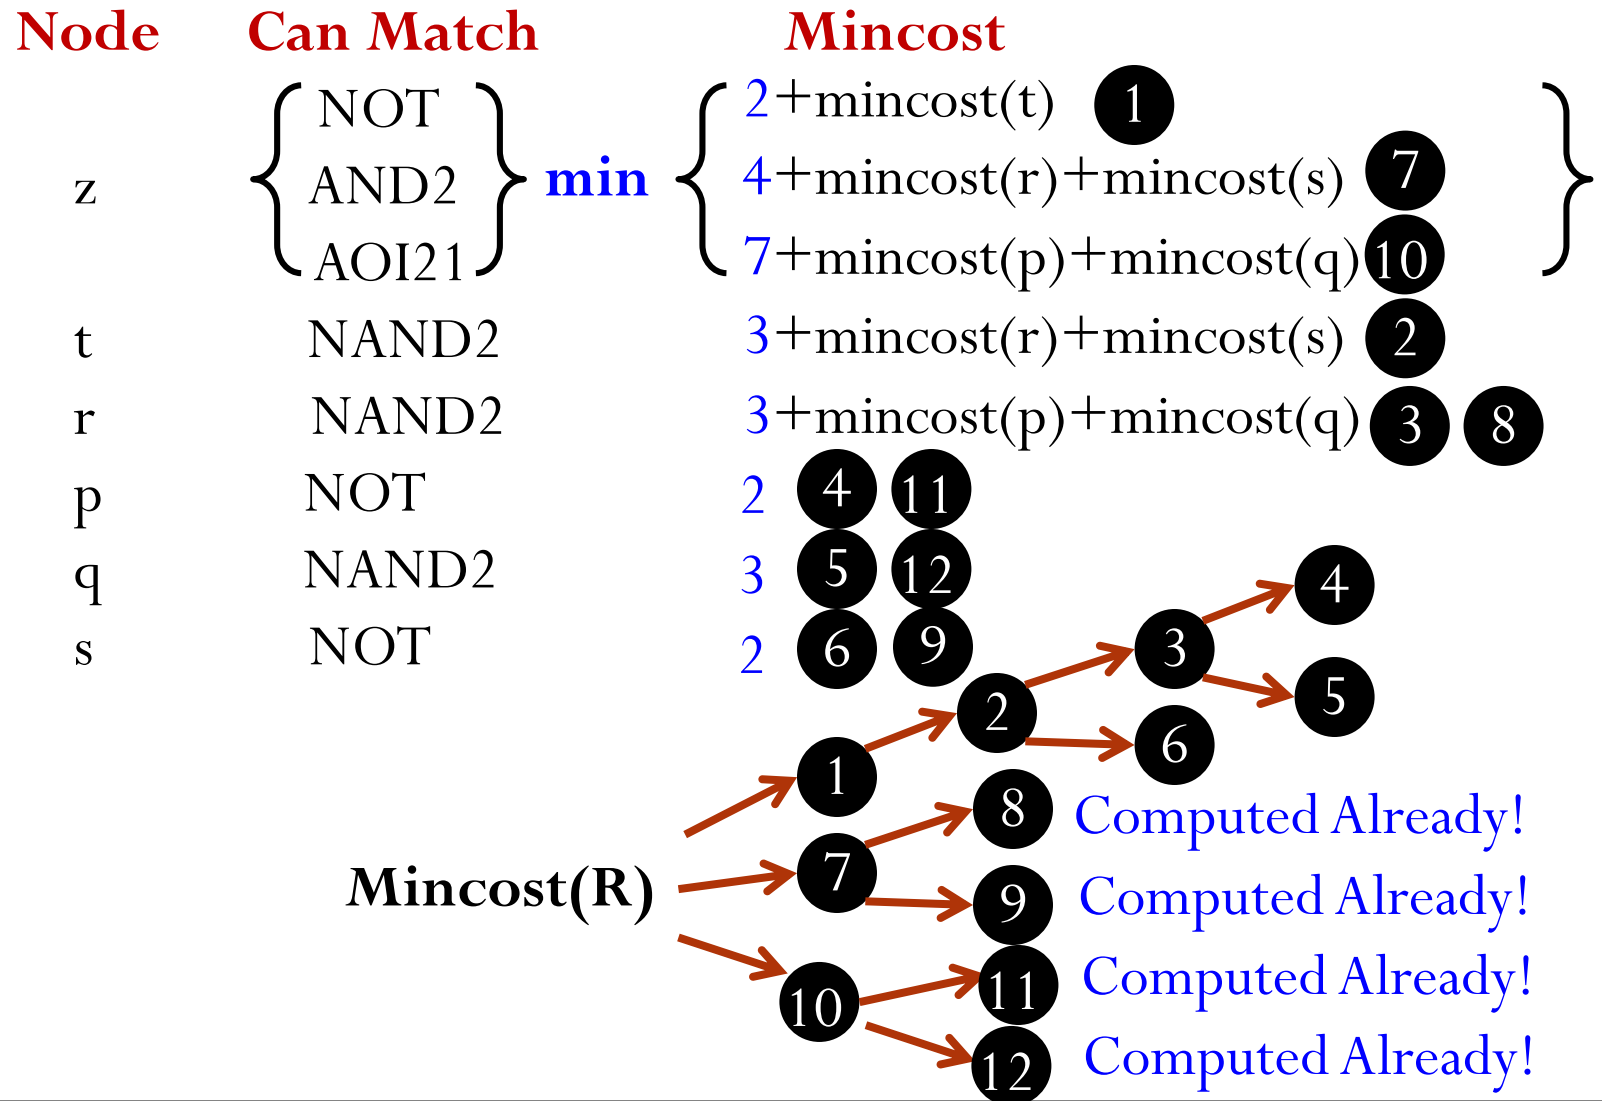 Node Can Match Mincost
NOT 2+mincost(t) 1
z AND2 min 4+mincost(r)+mincost(s) 7
AOI21 7+mincost(p)+mincost(q) 10
t NAND2 3+mincost(r)+mincost(s) 2
r NAND2 3+mincost(p)+mincost(q) 3 8
p NOT 2 4 11
q NAND2 3 5 12
s NOT 2 6 9
4
3
5
2
6
1
8 Computed Already!
7
Mincost(R)
9 Computed Already!
11 Computed Already!
10
12 Computed Already!